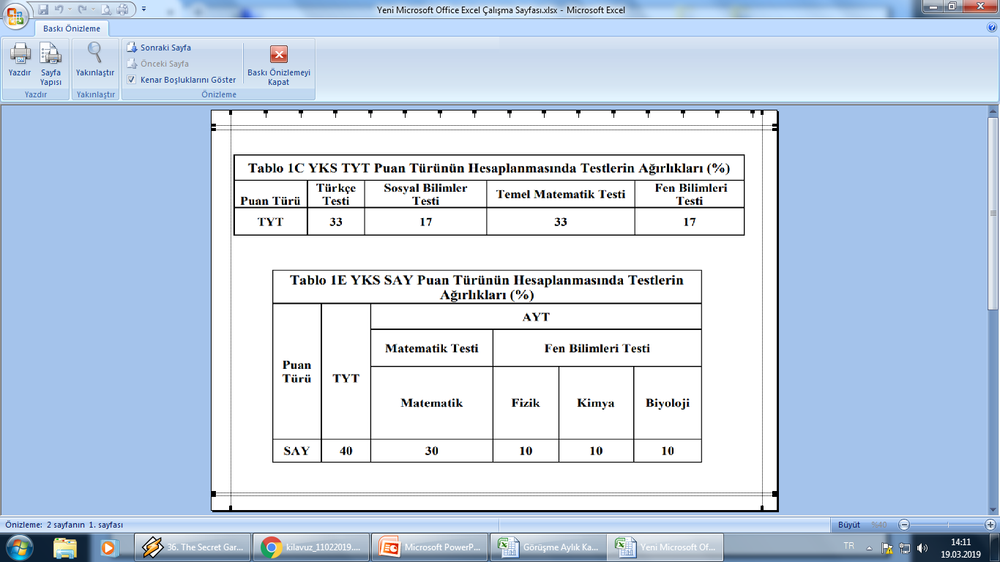 Yeni Microsoft Office Excel Çalışma Sayfası.xlsx - Microsoft Excel
Baskı Önizleme
Yazdır
Sayfa Yapısı
Yazdır
Yakınlaştır
Yakınlaştır
Sonraki Sayfa
Önceki Sayfa
Kenar Boşluklarını Göster
Baskı Önizlemeyi Kapat
Önizleme
Tablo 1C YKS TYT Puan Türünün Hesaplanmasında Testlerin Ağırlıkları (%)
Puan Türü Türkçe Testi Sosyal Bilimler Testi Temel Matematik Testi Fen Bilimleri Testi
TYT 33 17 33 17
Tablo 1E YKS SAY Puan Türünün Hesaplanmasında Testlerin
Ağırlıkları (%)
Puan Türü TYT AYT
Matematik Testi Fen Bilimleri Testi
Matematik Fizik Kimya Biyoloji
SAY 40 30 10 10 10
Önizleme: 2 sayfanın 1. sayfası
Büyüt %40
36. The Secret Gar... kilavuz_11022019.... Microsoft PowerP... Görüşme Aylık Ka... Yeni Microsoft Of...
TR
14:11
19.03.2019